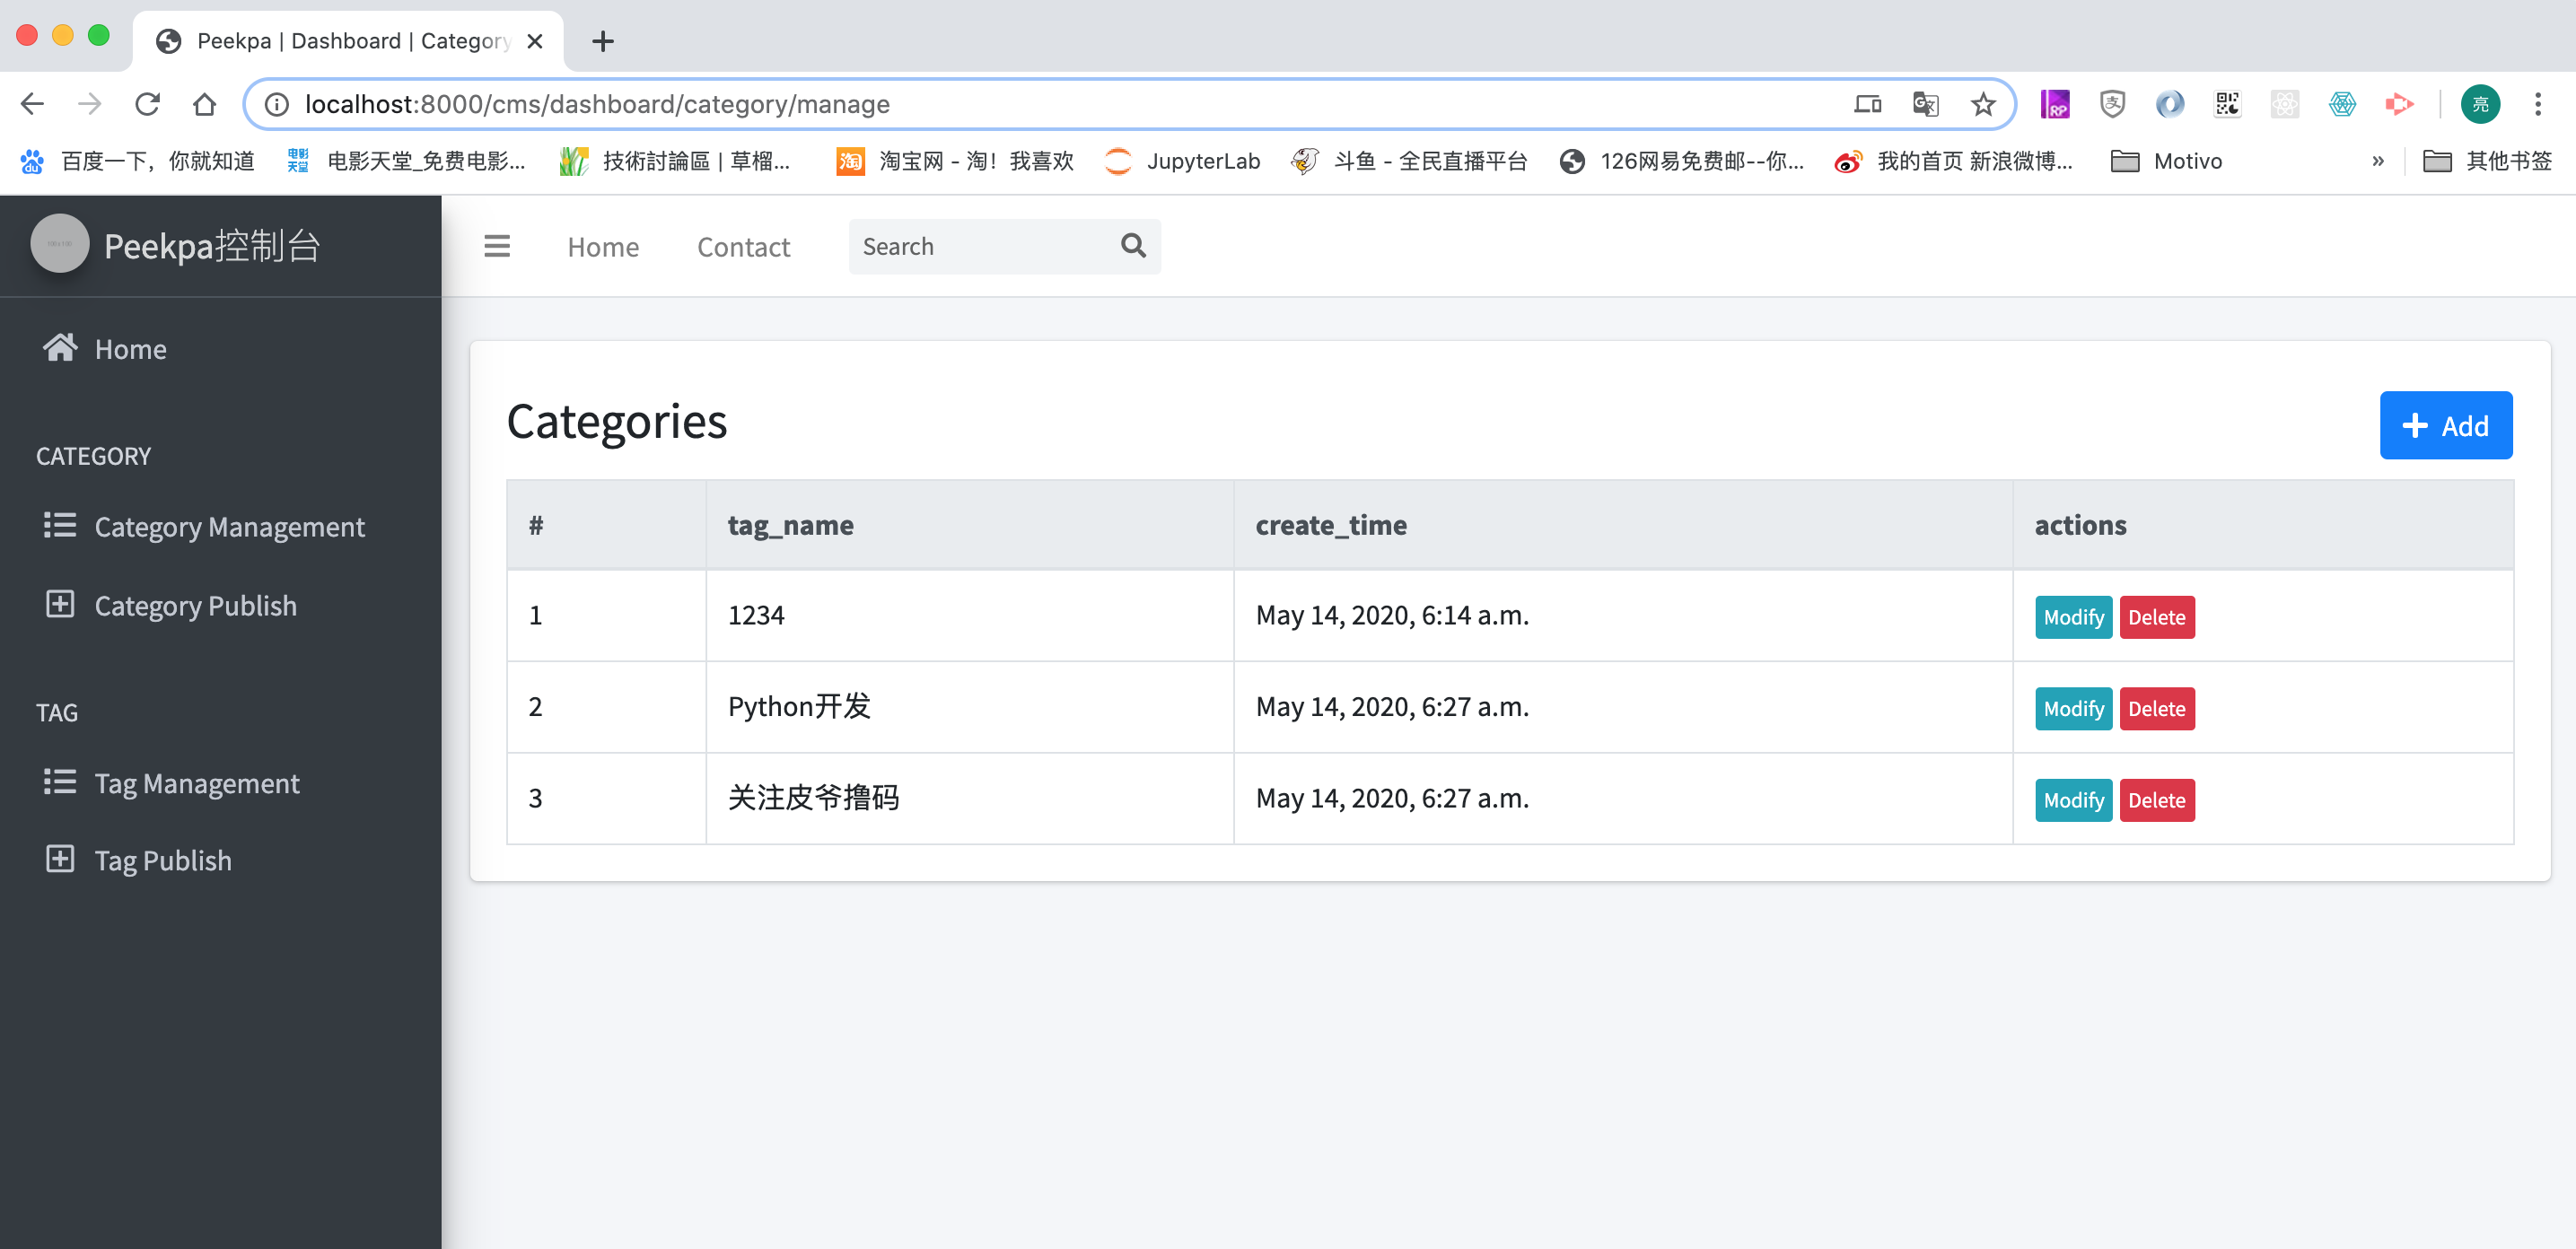 Peekpa | Dashboard | Category
localhost:8000/cms/dashboard/category/manage
亮
百度一下，你就知道 电影天堂 电影天堂_免费电影... 技術討論區 | 草榴... 淘 淘宝网 - 淘！我喜欢 JupyterLab 斗鱼 - 全民直播平台 126网易免费邮--你... 我的首页 新浪微博... Motivo » 其他书签
Peekpa控制台
Home Contact Search
Home
CATEGORY
Category Management
Category Publish
TAG
Tag Management
Tag Publish
Categories
Add
# tag_name create_time actions
1 1234 May 14, 2020, 6:14 a.m. Modify Delete
2 Python开发 May 14, 2020, 6:27 a.m. Modify Delete
3 关注皮爷撸码 May 14, 2020, 6:27 a.m. Modify Delete